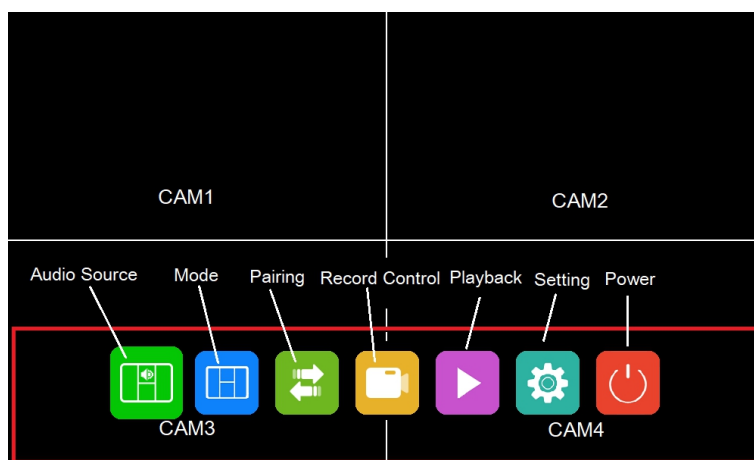 CAM1
CAM2
Audio Source
Mode
Pairing
Record Control
Playback
Setting
Power
CAM3
CAM4